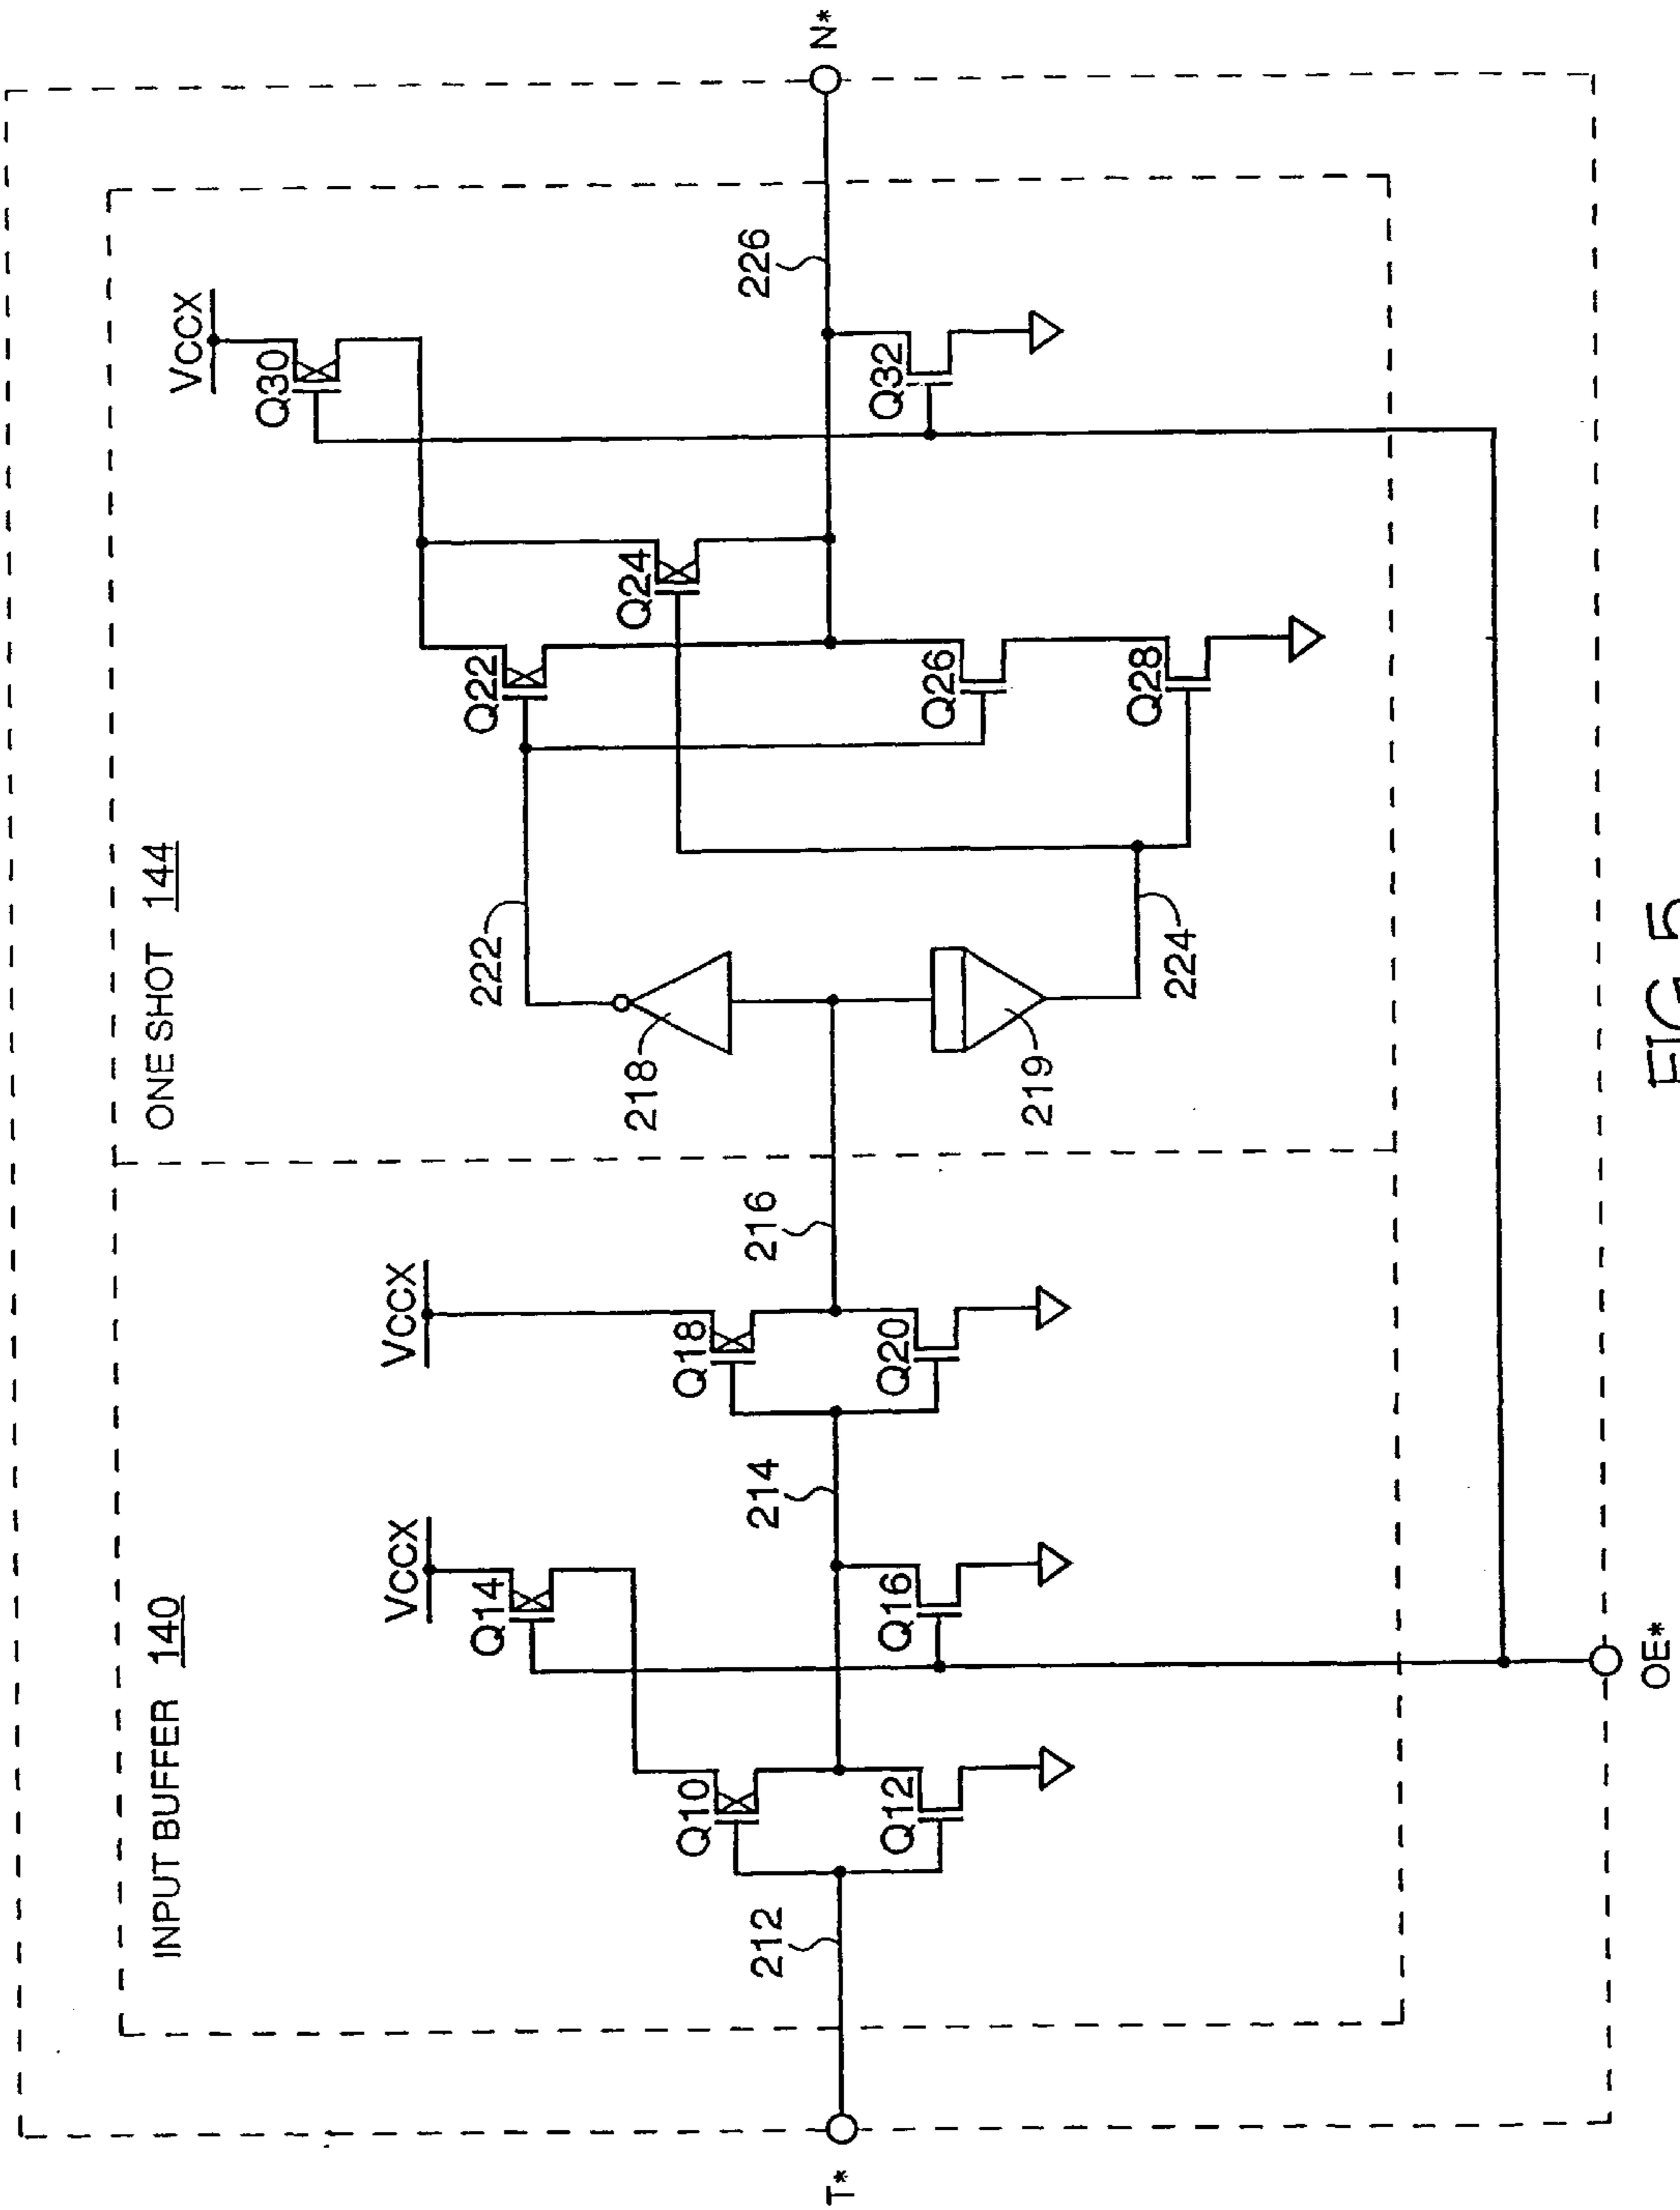 INPUT BUFFER 140
ONE SHOT 144
VCCX
Q30
VCCX
Q14
VCCX
Q18
Q22
Q24
222
218
Q10
212
214
216
226
T*
N*
Q12
Q16
Q20
219
224
Q26
Q28
Q32
OE*
FIG 5